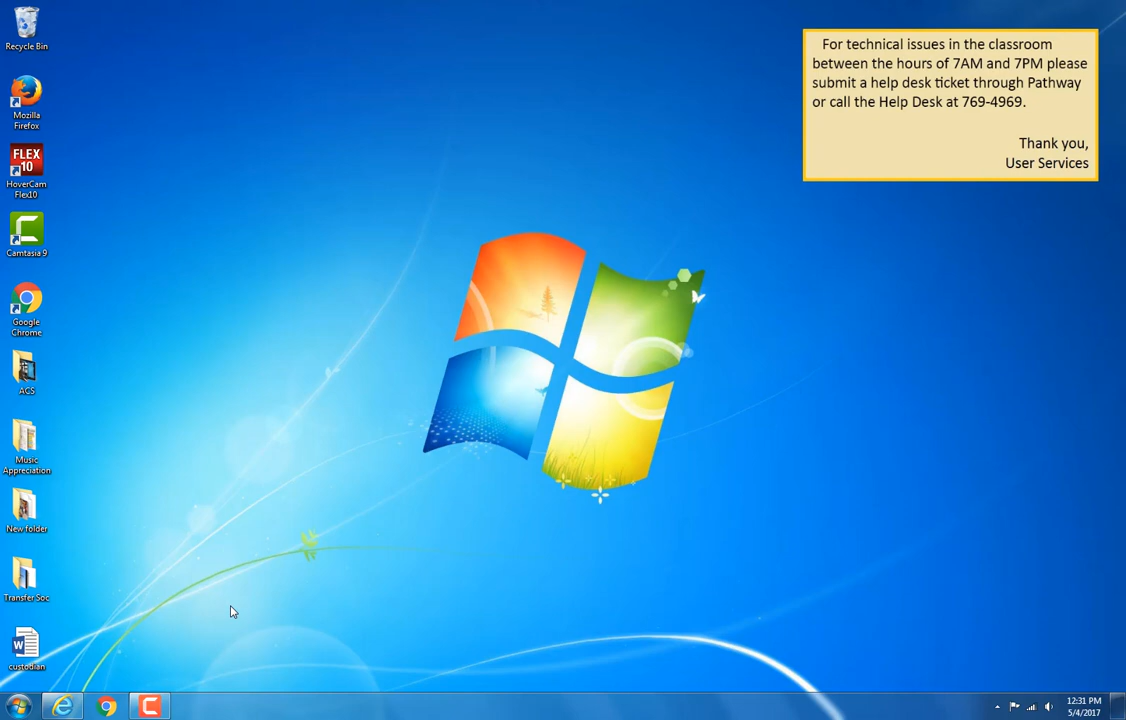 Recycle Bin
Mozilla
Firefox
FLEX
10
HoverCam
Flex10
Camtasia 9
Google
Chrome
ACS
Music
Appreciation
New folder
Transfer Soc
custodian
For technical issues in the classroom
between the hours of 7AM and 7PM please
submit a help desk ticket through Pathway
or call the Help Desk at 769-4969.
Thank you,
User Services
12:31 PM
5/4/2017